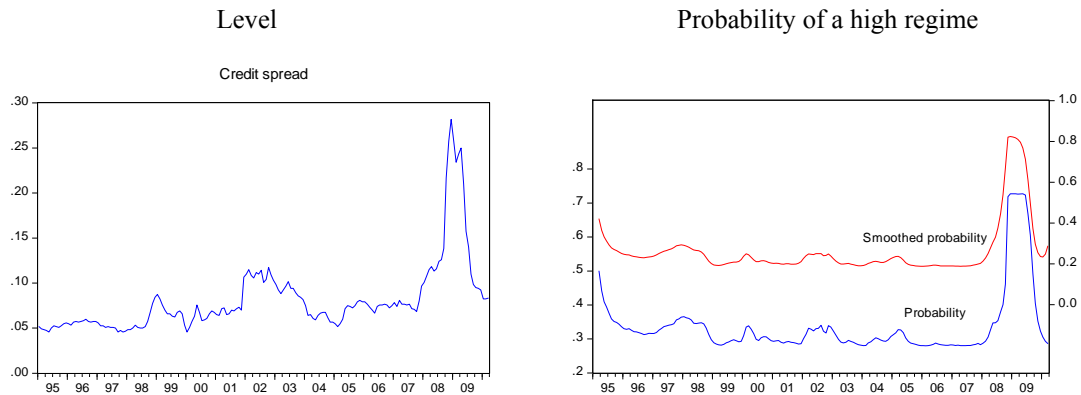 Level
Probability of a high regime
Credit spread
.30
.25
.20
.15
.10
.05
.00
95 96 97 98 99 00 01 02 03 04 05 06 07 08 09
1.0
0.8
0.6
0.4
0.2
0.0
.8
.7
.6
.5
.4
.3
.2
Smoothed probability
Probability
95 96 97 98 99 00 01 02 03 04 05 06 07 08 09